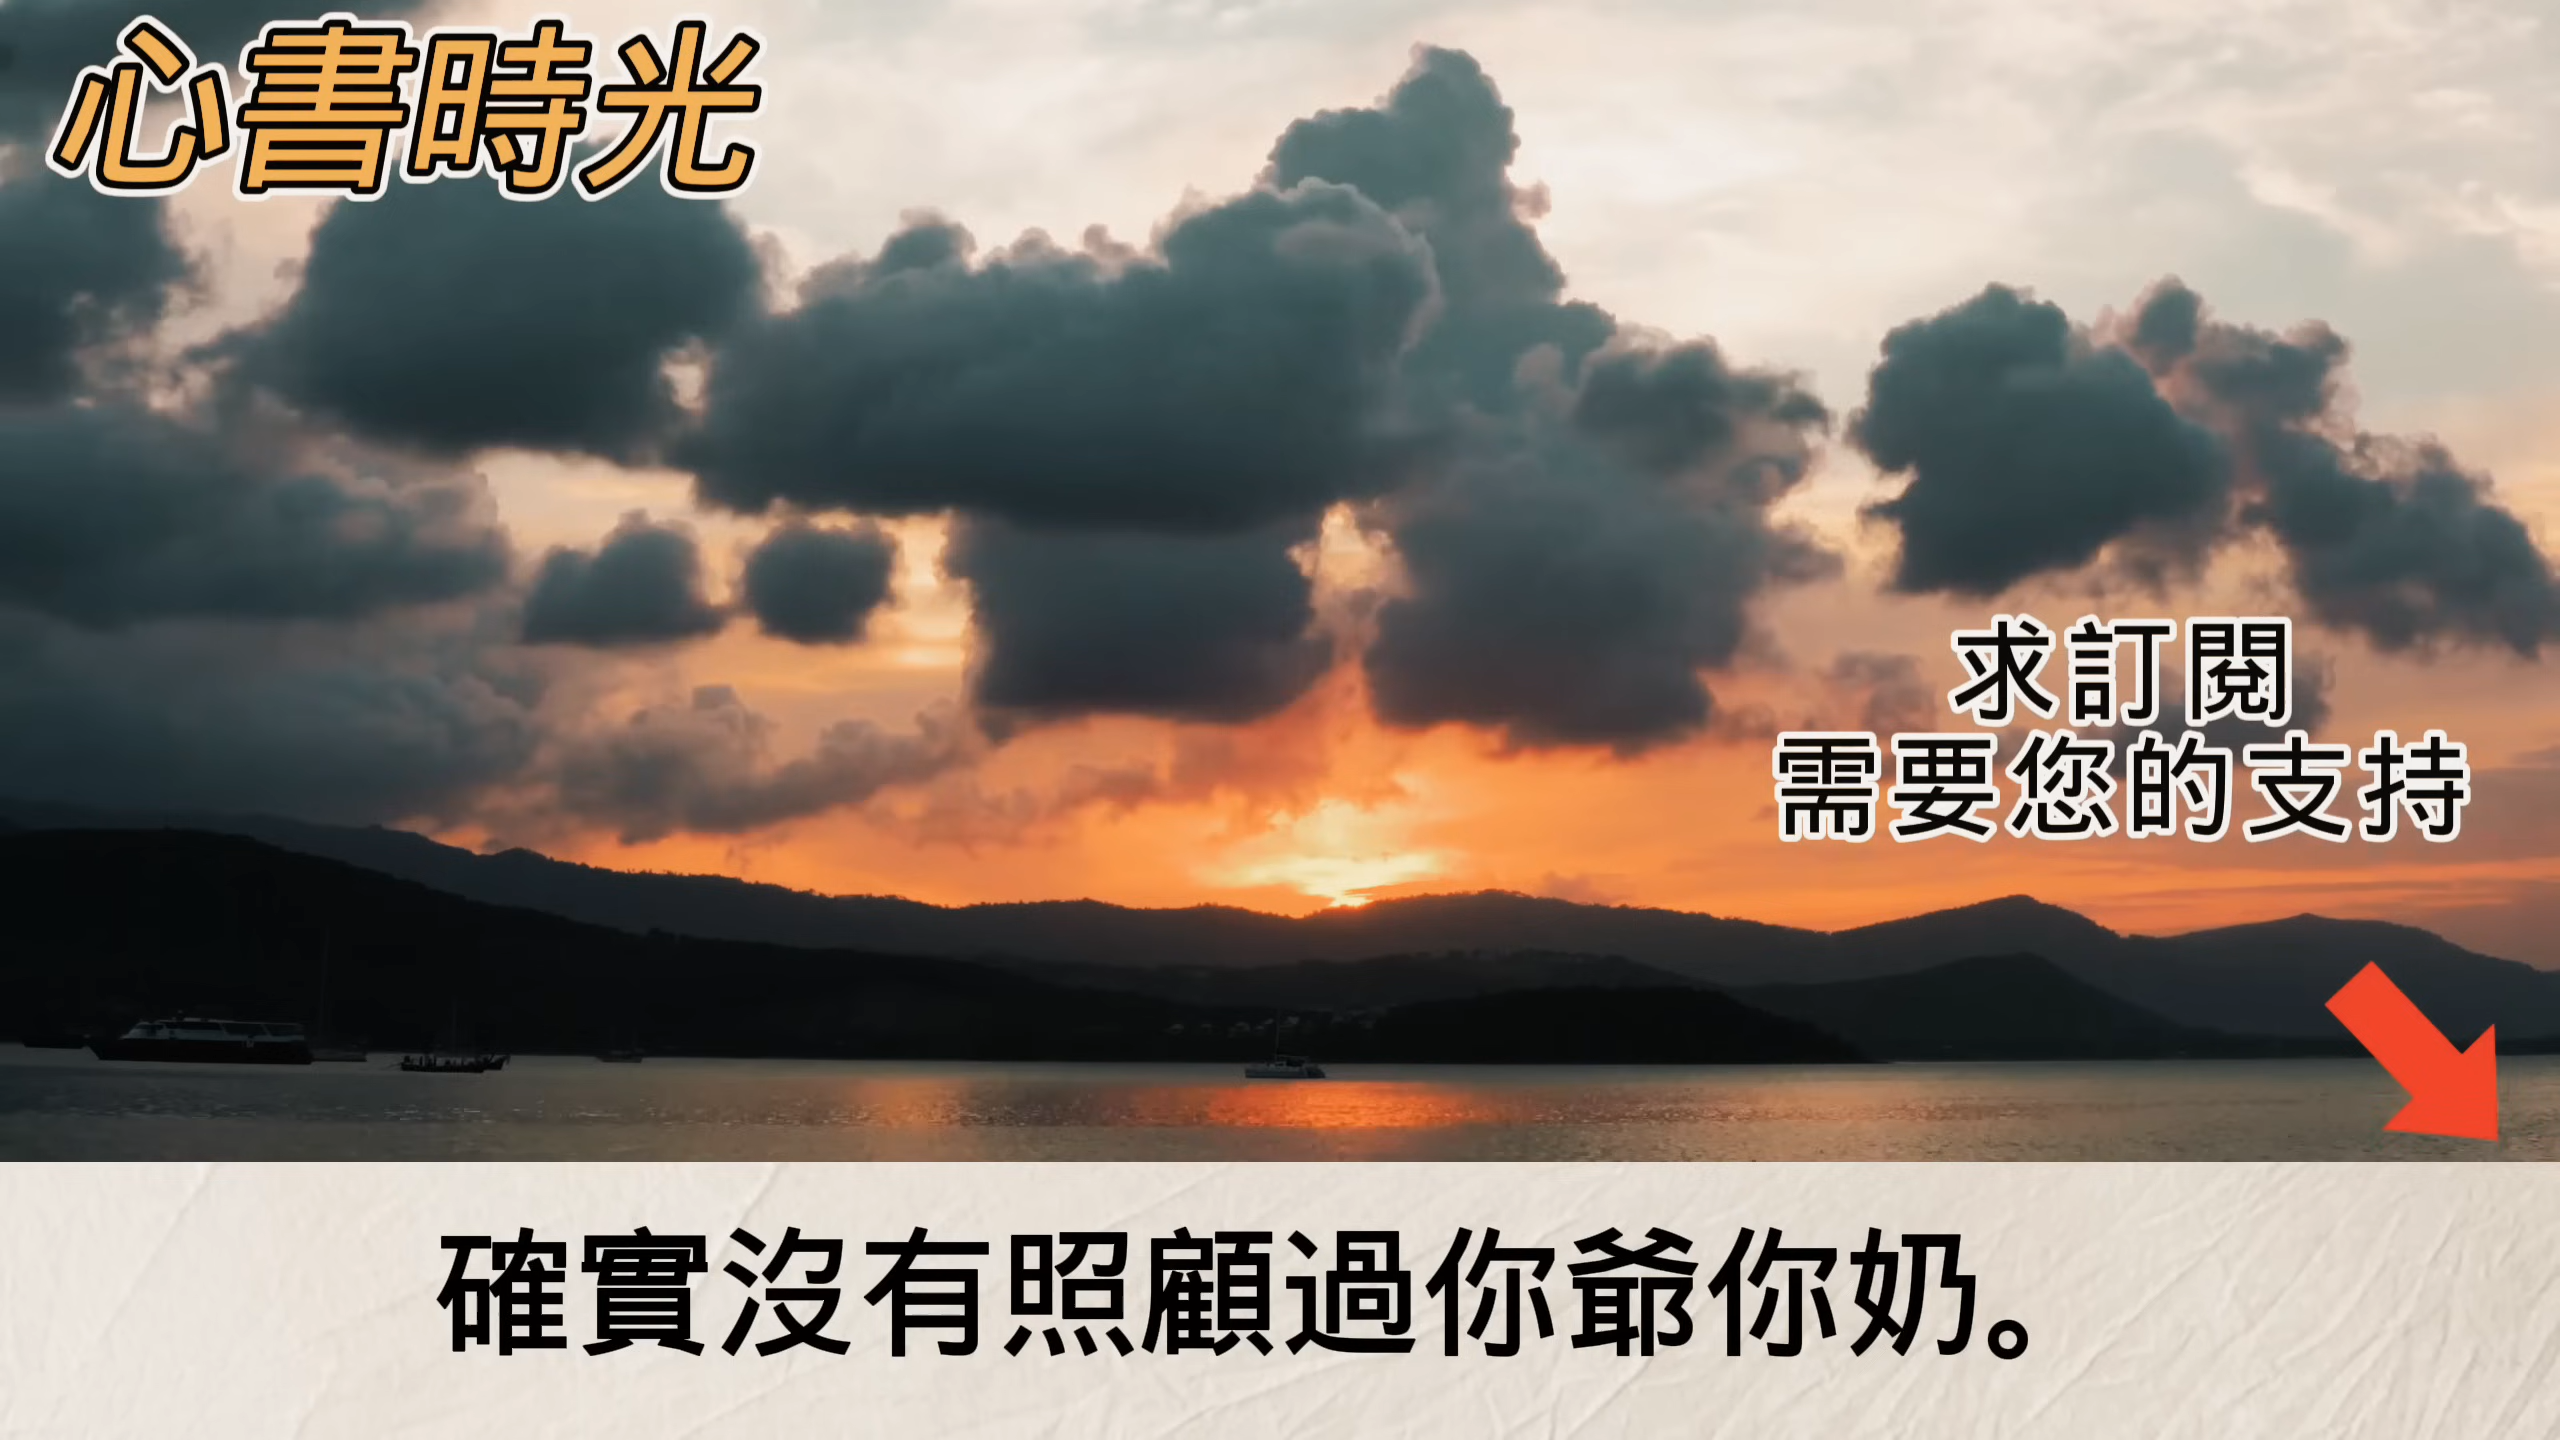 心書時光
求訂閱
需要您的支持
確實沒有照顧過你爺你奶。